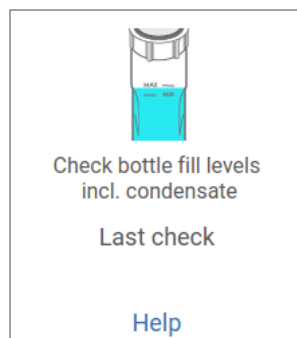 MAX
MIN
Check bottle fill levels
incl. condensate
Last check
Help